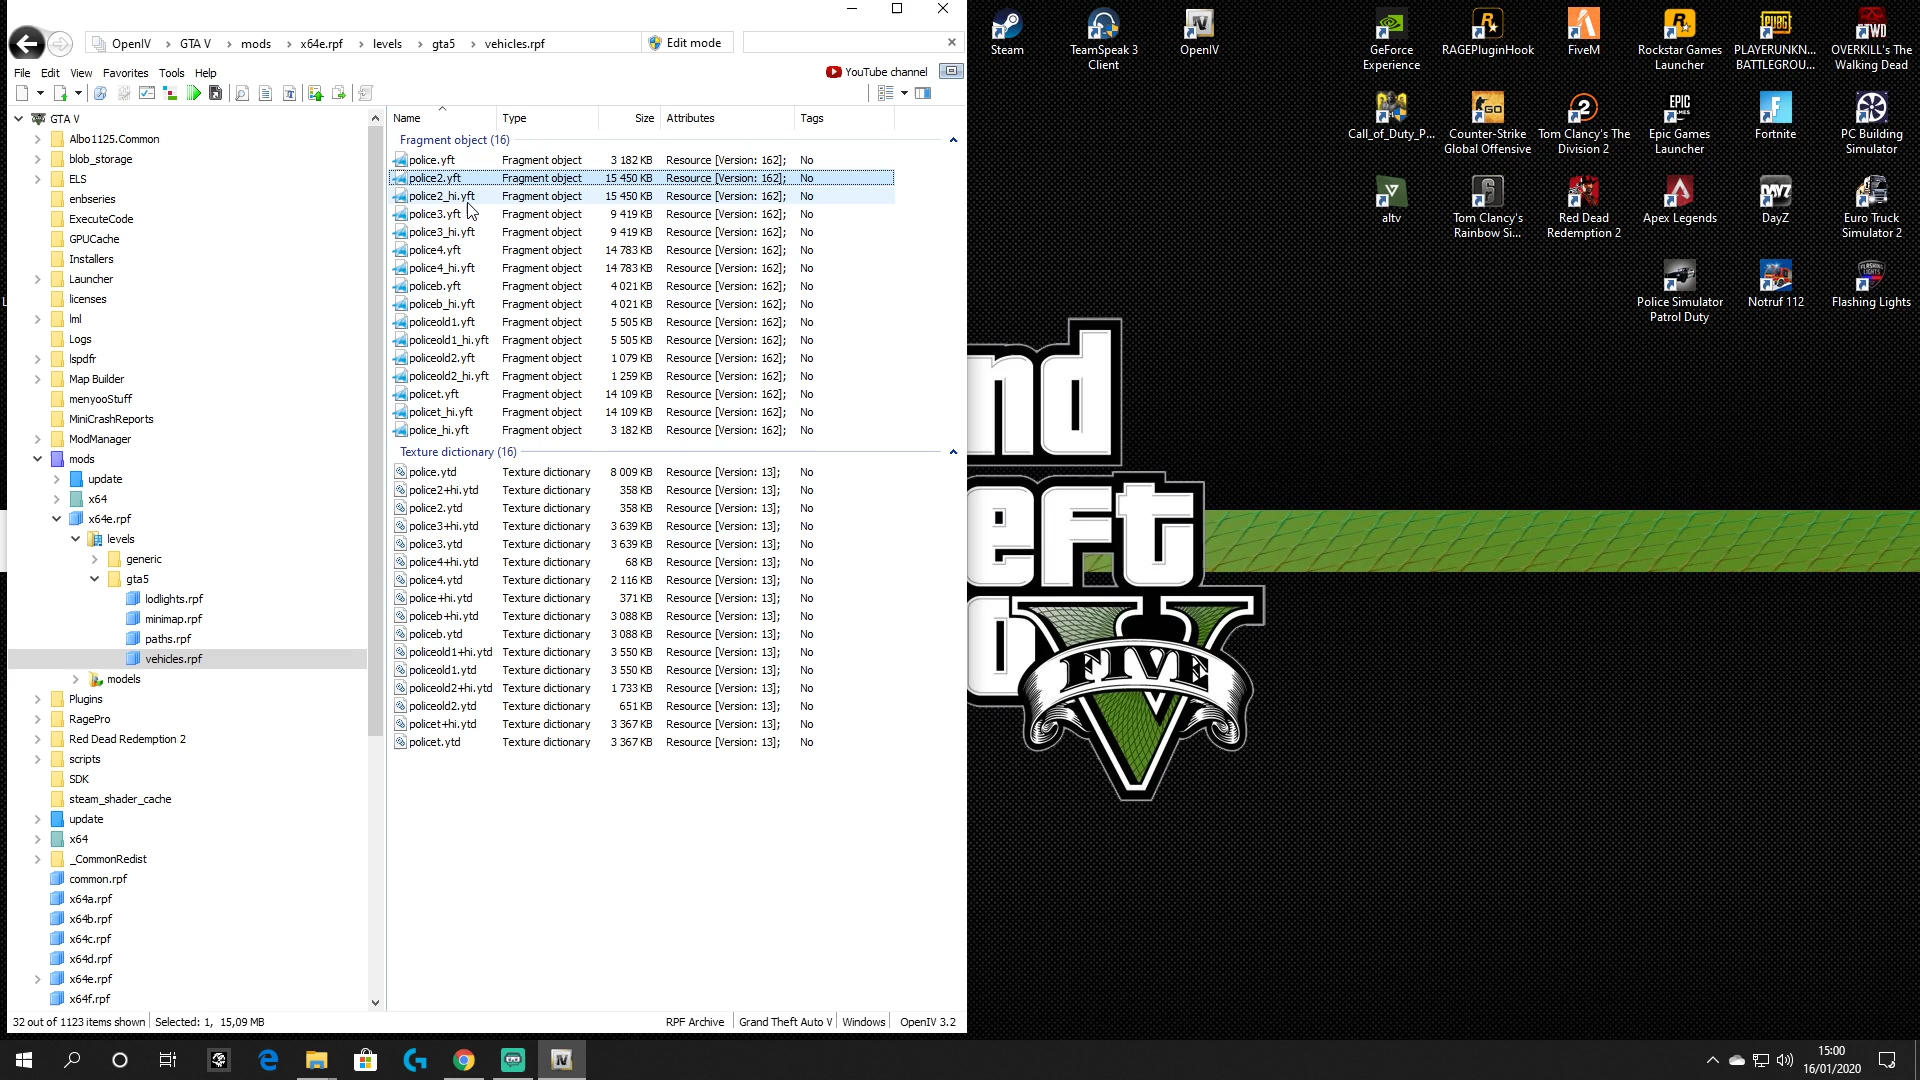 OpenIV
GTA V
mods
x64e.rpf
levels
gta5
vehicles.rpf
Edit mode
File Edit View Favorites Tools Help
YouTube channel
GTA V
Albo1125.Common
blob_storage
ELS
enbseries
ExecuteCode
GPUCache
Installers
Launcher
licenses
lml
Logs
lspdfr
Map Builder
menyooStuff
MiniCrashReports
ModManager
mods
update
x64
x64e.rpf
levels
generic
gta5
lodlights.rpf
minimap.rpf
paths.rpf
vehicles.rpf
models
Plugins
RagePro
Red Dead Redemption 2
scripts
SDK
steam_shader_cache
update
x64
_CommonRedist
common.rpf
x64a.rpf
x64b.rpf
x64c.rpf
x64d.rpf
x64e.rpf
x64f.rpf
Name Type Size Attributes Tags
Fragment object (16)
police.yft Fragment object 3 182 KB Resource [Version: 162]; No
police2.yft Fragment object 15 450 KB Resource [Version: 162]; No
police2_hi.yft Fragment object 15 450 KB Resource [Version: 162]; No
police3.yft Fragment object 9 419 KB Resource [Version: 162]; No
police3_hi.yft Fragment object 9 419 KB Resource [Version: 162]; No
police4.yft Fragment object 14 783 KB Resource [Version: 162]; No
police4_hi.yft Fragment object 14 783 KB Resource [Version: 162]; No
policeb.yft Fragment object 4 021 KB Resource [Version: 162]; No
policeb_hi.yft Fragment object 4 021 KB Resource [Version: 162]; No
policeold1.yft Fragment object 5 505 KB Resource [Version: 162]; No
policeold1_hi.yft Fragment object 5 505 KB Resource [Version: 162]; No
policeold2.yft Fragment object 1 079 KB Resource [Version: 162]; No
policeold2_hi.yft Fragment object 1 259 KB Resource [Version: 162]; No
policet.yft Fragment object 14 109 KB Resource [Version: 162]; No
policet_hi.yft Fragment object 14 109 KB Resource [Version: 162]; No
police_hi.yft Fragment object 3 182 KB Resource [Version: 162]; No
Texture dictionary (16)
police.ytd Texture dictionary 8 009 KB Resource [Version: 13]; No
police2+hi.ytd Texture dictionary 358 KB Resource [Version: 13]; No
police2.ytd Texture dictionary 358 KB Resource [Version: 13]; No
police3+hi.ytd Texture dictionary 3 639 KB Resource [Version: 13]; No
police3.ytd Texture dictionary 3 639 KB Resource [Version: 13]; No
police4+hi.ytd Texture dictionary 68 KB Resource [Version: 13]; No
police4.ytd Texture dictionary 2 116 KB Resource [Version: 13]; No
police+hi.ytd Texture dictionary 371 KB Resource [Version: 13]; No
policeb+hi.ytd Texture dictionary 3 088 KB Resource [Version: 13]; No
policeb.ytd Texture dictionary 3 088 KB Resource [Version: 13]; No
policeold1+hi.ytd Texture dictionary 3 550 KB Resource [Version: 13]; No
policeold1.ytd Texture dictionary 3 550 KB Resource [Version: 13]; No
policeold2+hi.ytd Texture dictionary 1 733 KB Resource [Version: 13]; No
policeold2.ytd Texture dictionary 651 KB Resource [Version: 13]; No
policet+hi.ytd Texture dictionary 3 367 KB Resource [Version: 13]; No
policet.ytd Texture dictionary 3 367 KB Resource [Version: 13]; No
32 out of 1123 items shown Selected: 1, 15,09 MB
RPF Archive Grand Theft Auto V Windows OpenIV 3.2
Steam
TeamSpeak 3
Client
OpenIV
GeForce
Experience
RAGEPluginHook
FiveM
Rockstar Games
Launcher
PLAYERUNKN...
BATTLEGROU...
OVERKILL's The
Walking Dead
Call_of_Duty_P...
Counter-Strike
Global Offensive
Tom Clancy's The
Division 2
Epic Games
Launcher
Fortnite
PC Building
Simulator
altv
Tom Clancy's
Rainbow Si...
Red Dead
Redemption 2
Apex Legends
DayZ
Euro Truck
Simulator 2
Police Simulator
Patrol Duty
Notruf 112
Flashing Lights
nd
eft
o
V
FIVE
15:00
16/01/2020